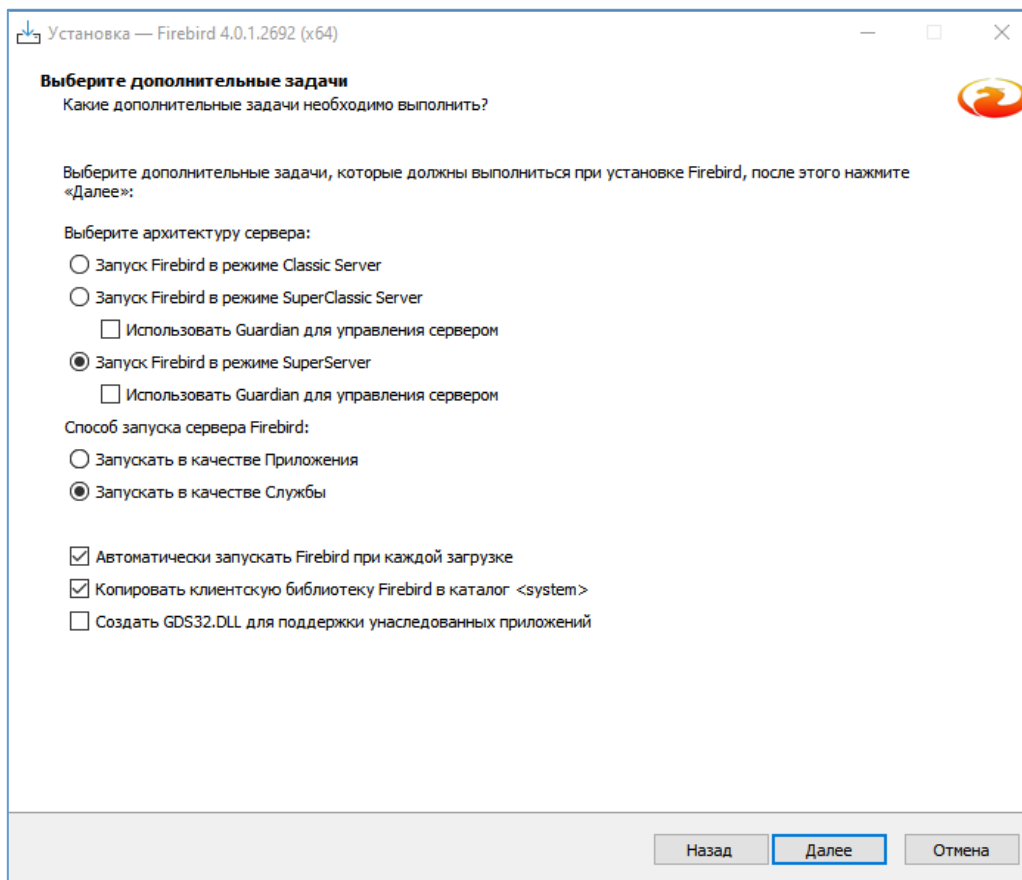 Установка — Firebird 4.0.1.2692 (x64)
Выберите дополнительные задачи
Какие дополнительные задачи необходимо выполнить?
Выберите дополнительные задачи, которые должны выполниться при установке Firebird, после этого нажмите
«Далее»:
Выберите архитектуру сервера:
Запуск Firebird в режиме Classic Server
Запуск Firebird в режиме SuperClassic Server
Использовать Guardian для управления сервером
Запуск Firebird в режиме SuperServer
Использовать Guardian для управления сервером
Способ запуска сервера Firebird:
Запускать в качестве Приложения
Запускать в качестве Службы
Автоматически запускать Firebird при каждой загрузке
Копировать клиентскую библиотеку Firebird в каталог <system>
Создать GDS32.DLL для поддержки унаследованных приложений
Назад
Далее
Отмена